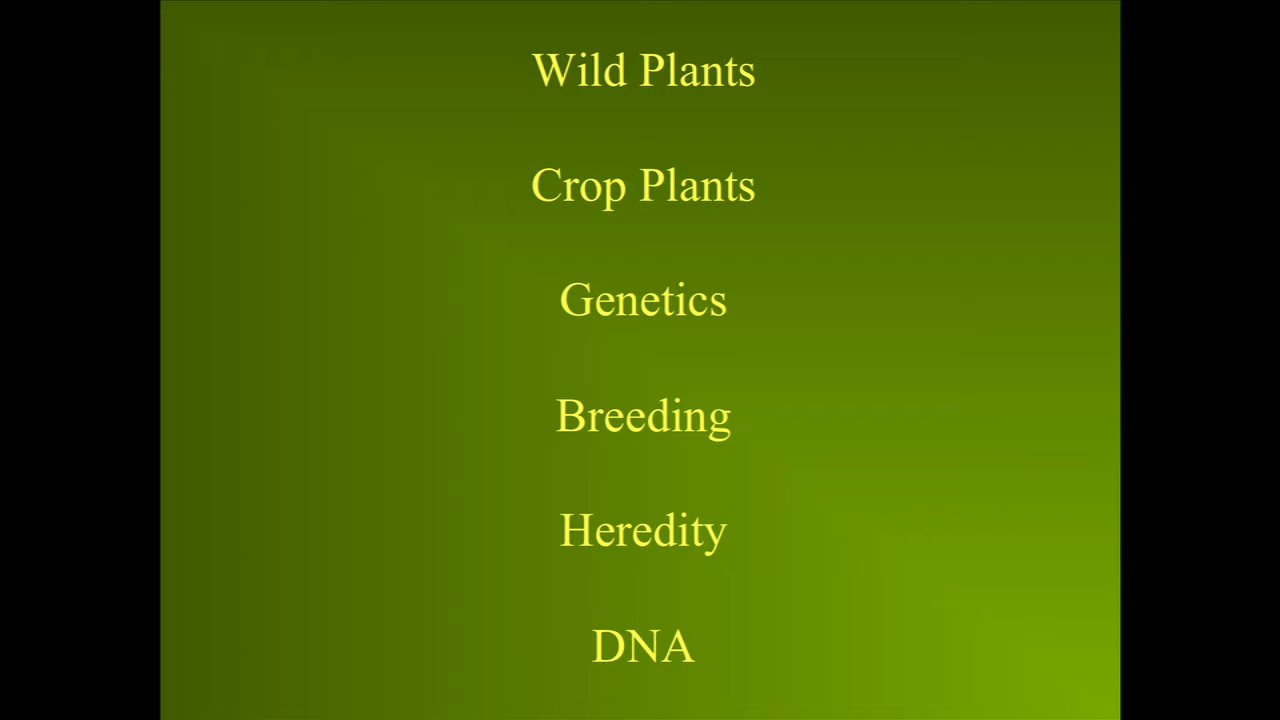 Wild Plants
Crop Plants
Genetics
Breeding
Heredity
DNA